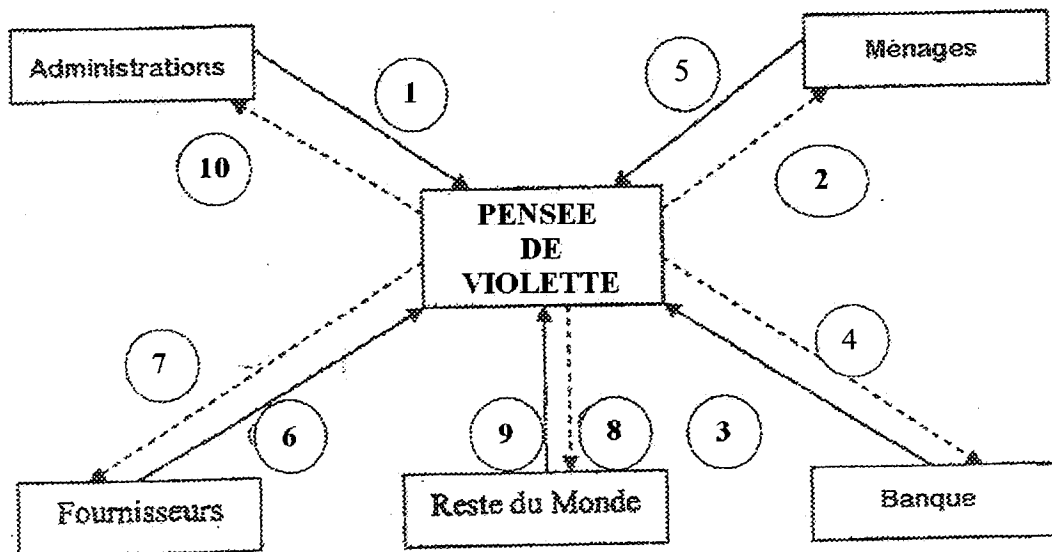 Administrations
Ménages
1
5
10
2
PENSEE
DE
VIOLETTE
7
4
6
9
8
3
Fournisseurs
Reste du Monde
Banque